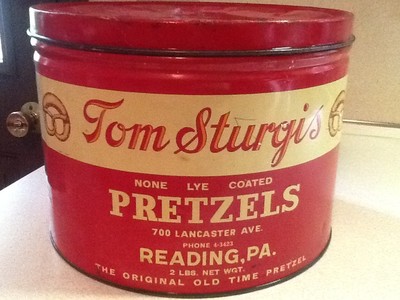 Tom Sturgis
NONE LYE COATED
PRETZELS
700 LANCASTER AVE.
PHONE 4-3433
READING, PA.
2 LBS. NET WGT.
THE ORIGINAL OLD TIME PRETZEL